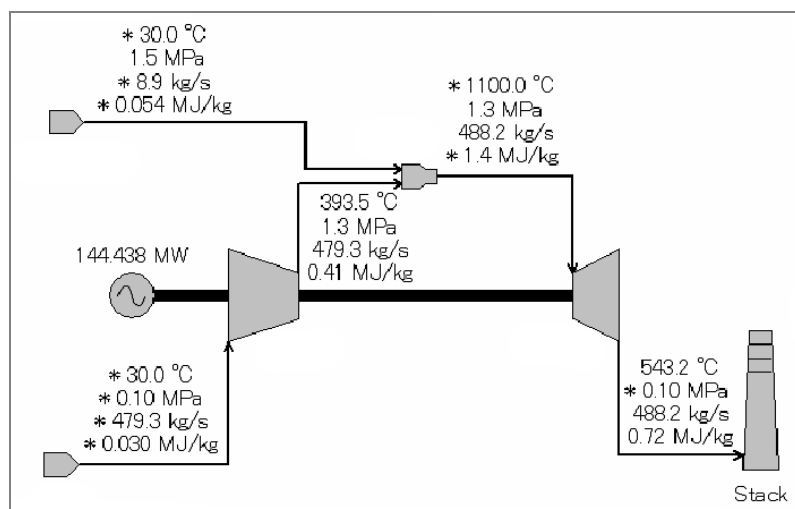 * 30.0 °C
1.5 MPa
* 8.9 kg/s
* 0.054 MJ/kg
* 1100.0 °C
1.3 MPa
488.2 kg/s
* 1.4 MJ/kg
393.5 °C
1.3 MPa
479.3 kg/s
0.41 MJ/kg
144.438 MW
* 30.0 °C
* 0.10 MPa
* 479.3 kg/s
* 0.030 MJ/kg
543.2 °C
* 0.10 MPa
488.2 kg/s
0.72 MJ/kg
Stack